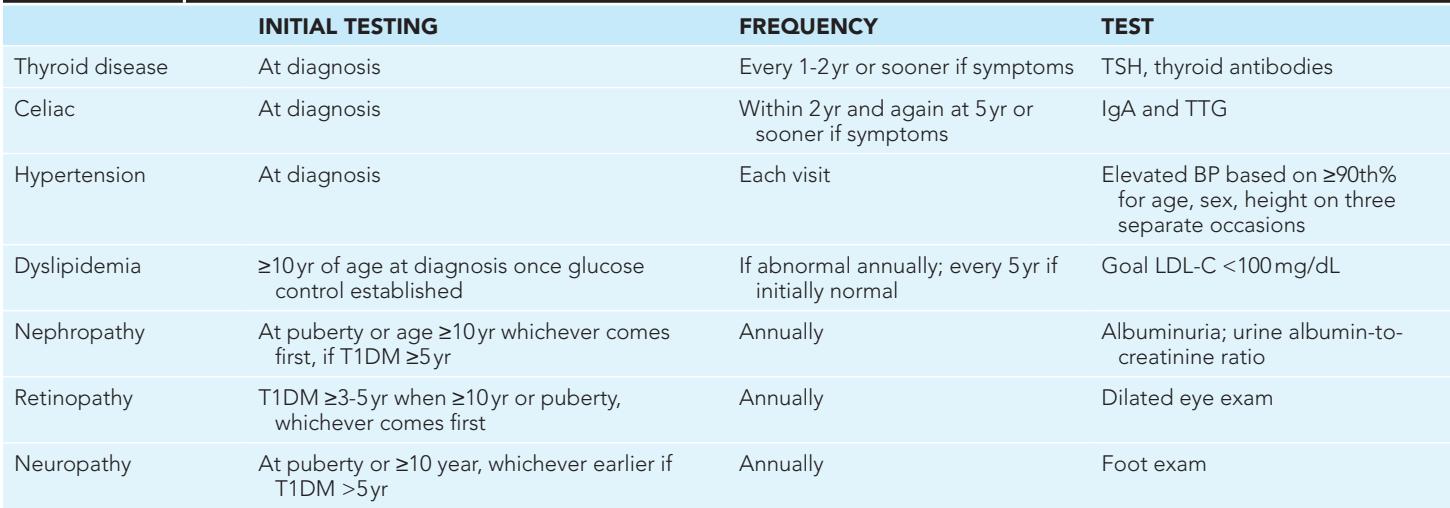 INITIAL TESTING FREQUENCY TEST
Thyroid disease At diagnosis Every 1-2 yr or sooner if symptoms TSH, thyroid antibodies
Celiac At diagnosis Within 2 yr and again at 5 yr or IgA and TTG
sooner if symptoms
Hypertension At diagnosis Each visit Elevated BP based on ≥90th%
for age, sex, height on three
separate occasions
Dyslipidemia ≥10 yr of age at diagnosis once glucose If abnormal annually; every 5 yr if Goal LDL-C <100 mg/dL
control established initially normal
Nephropathy At puberty or age ≥10 yr whichever comes Annually Albuminuria; urine albumin-to-
first, if T1DM ≥5 yr creatinine ratio
Retinopathy T1DM ≥3-5 yr when ≥10 yr or puberty, Annually Dilated eye exam
whichever comes first
Neuropathy At puberty or ≥10 year, whichever earlier if Annually Foot exam
T1DM >5 yr